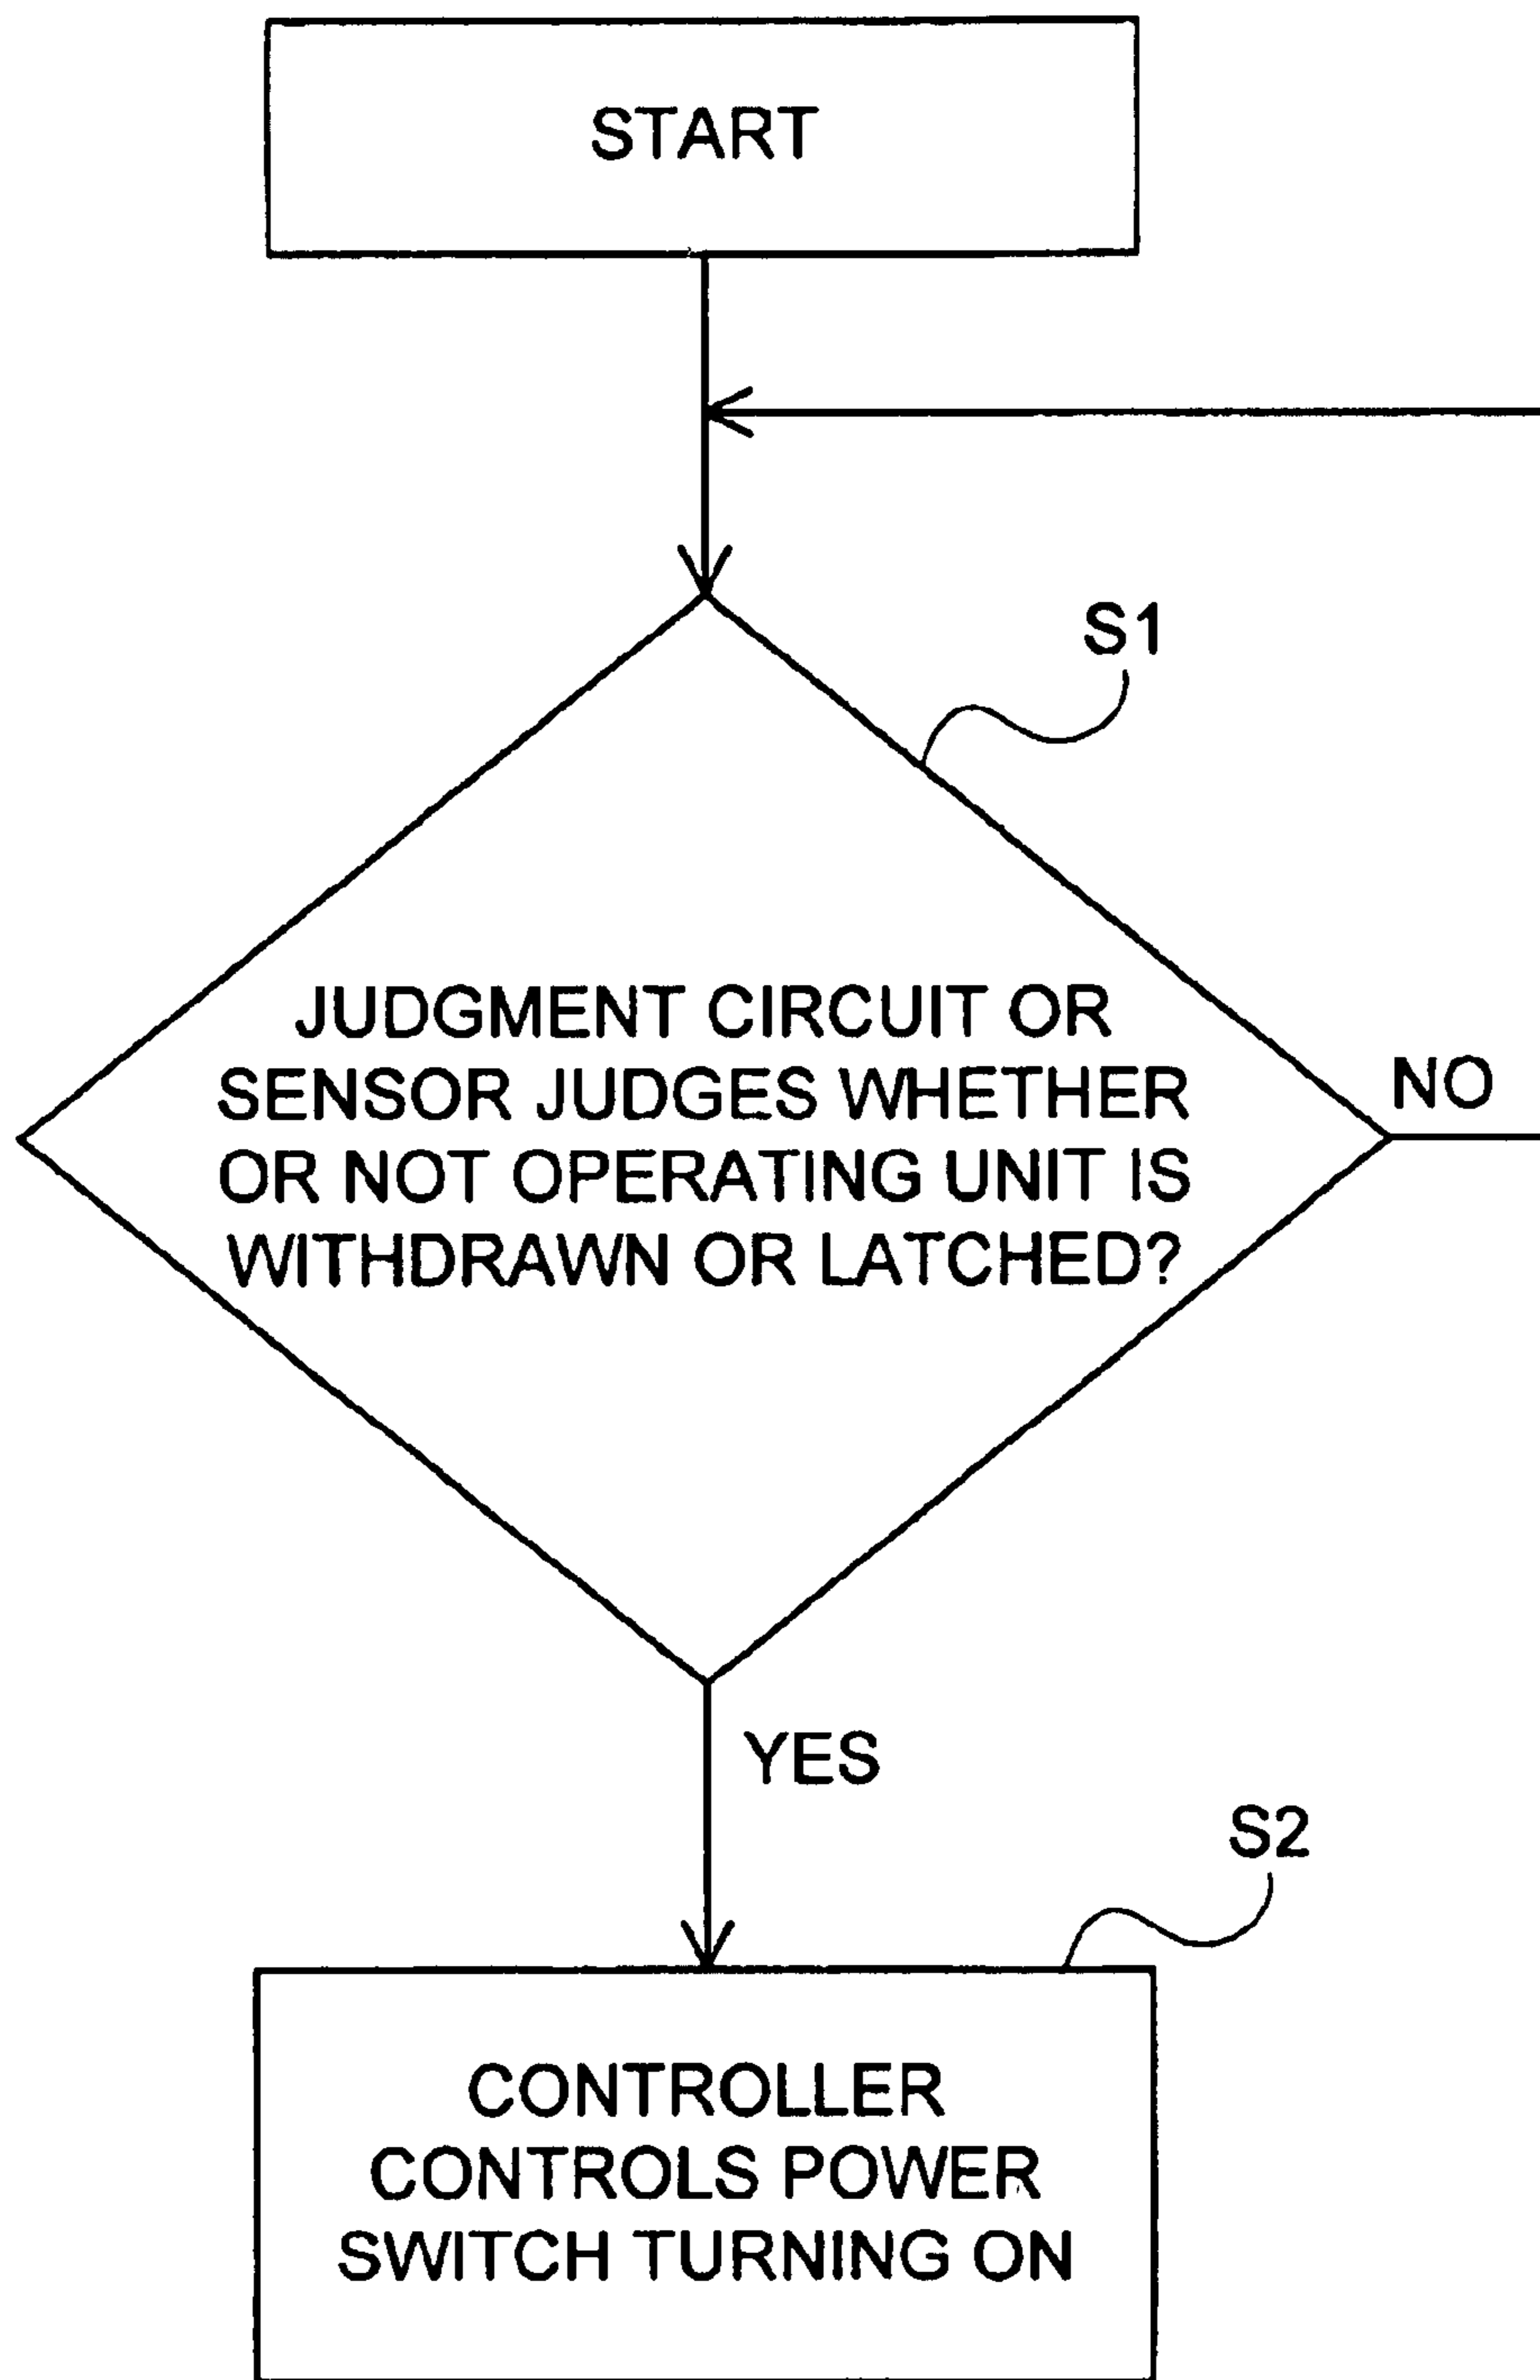 START
S1
JUDGMENT CIRCUIT OR
SENSOR JUDGES WHETHER
OR NOT OPERATING UNIT IS
WITHDRAWN OR LATCHED?
NO
YES
S2
CONTROLLER
CONTROLS POWER
SWITCH TURNING ON